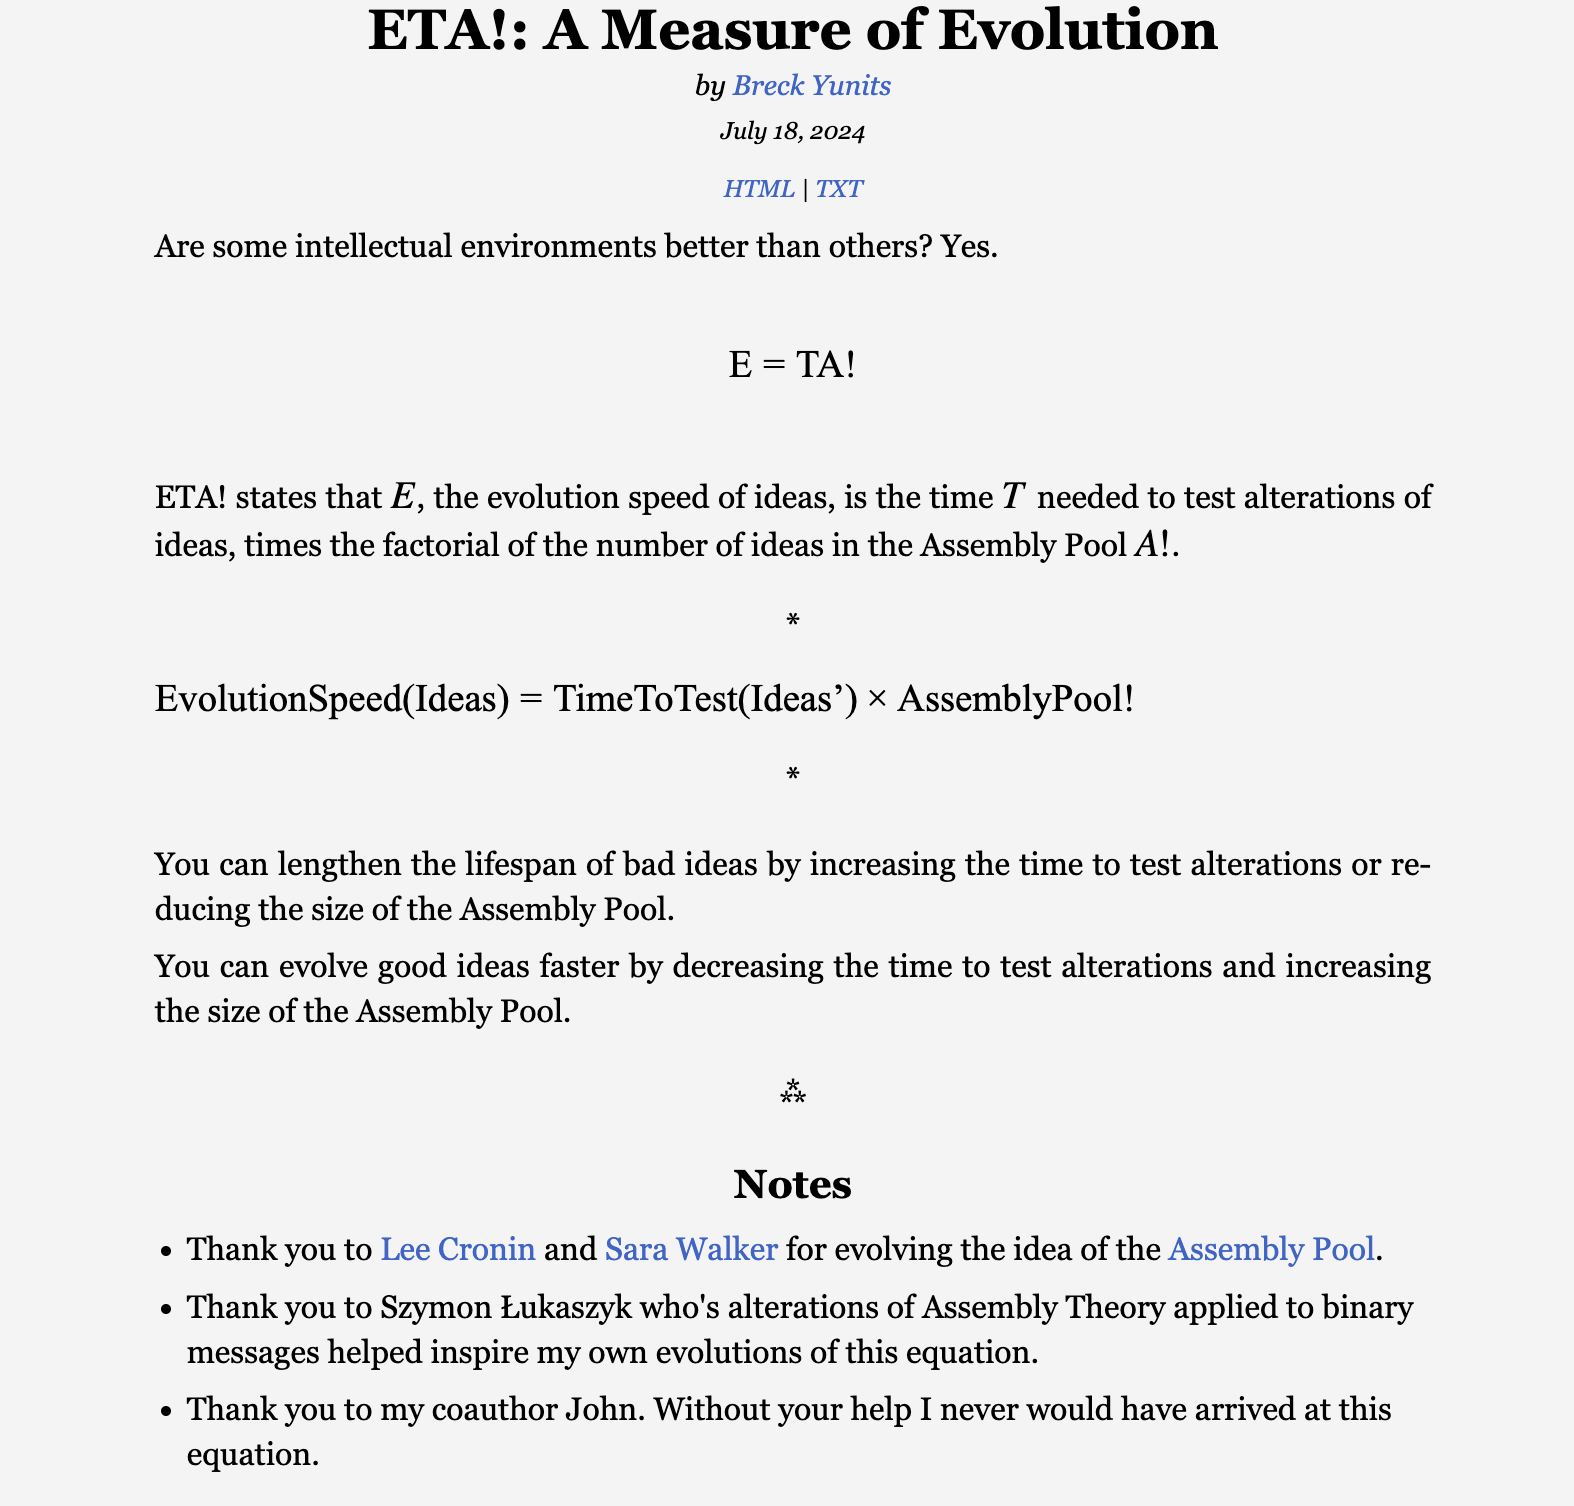 ETA!: A Measure of Evolution
by Breck Yunits
July 18, 2024
HTML | TXT
Are some intellectual environments better than others? Yes.
E = TA!
ETA! states that E, the evolution speed of ideas, is the time T needed to test alterations of
ideas, times the factorial of the number of ideas in the Assembly Pool A!.
*
EvolutionSpeed(Ideas) = TimeToTest(Ideas’) × AssemblyPool!
*
You can lengthen the lifespan of bad ideas by increasing the time to test alterations or re-
ducing the size of the Assembly Pool.
You can evolve good ideas faster by decreasing the time to test alterations and increasing
the size of the Assembly Pool.
⁂
Notes
• Thank you to Lee Cronin and Sara Walker for evolving the idea of the Assembly Pool.
• Thank you to Szymon Łukaszyk who's alterations of Assembly Theory applied to binary
messages helped inspire my own evolutions of this equation.
• Thank you to my coauthor John. Without your help I never would have arrived at this
equation.